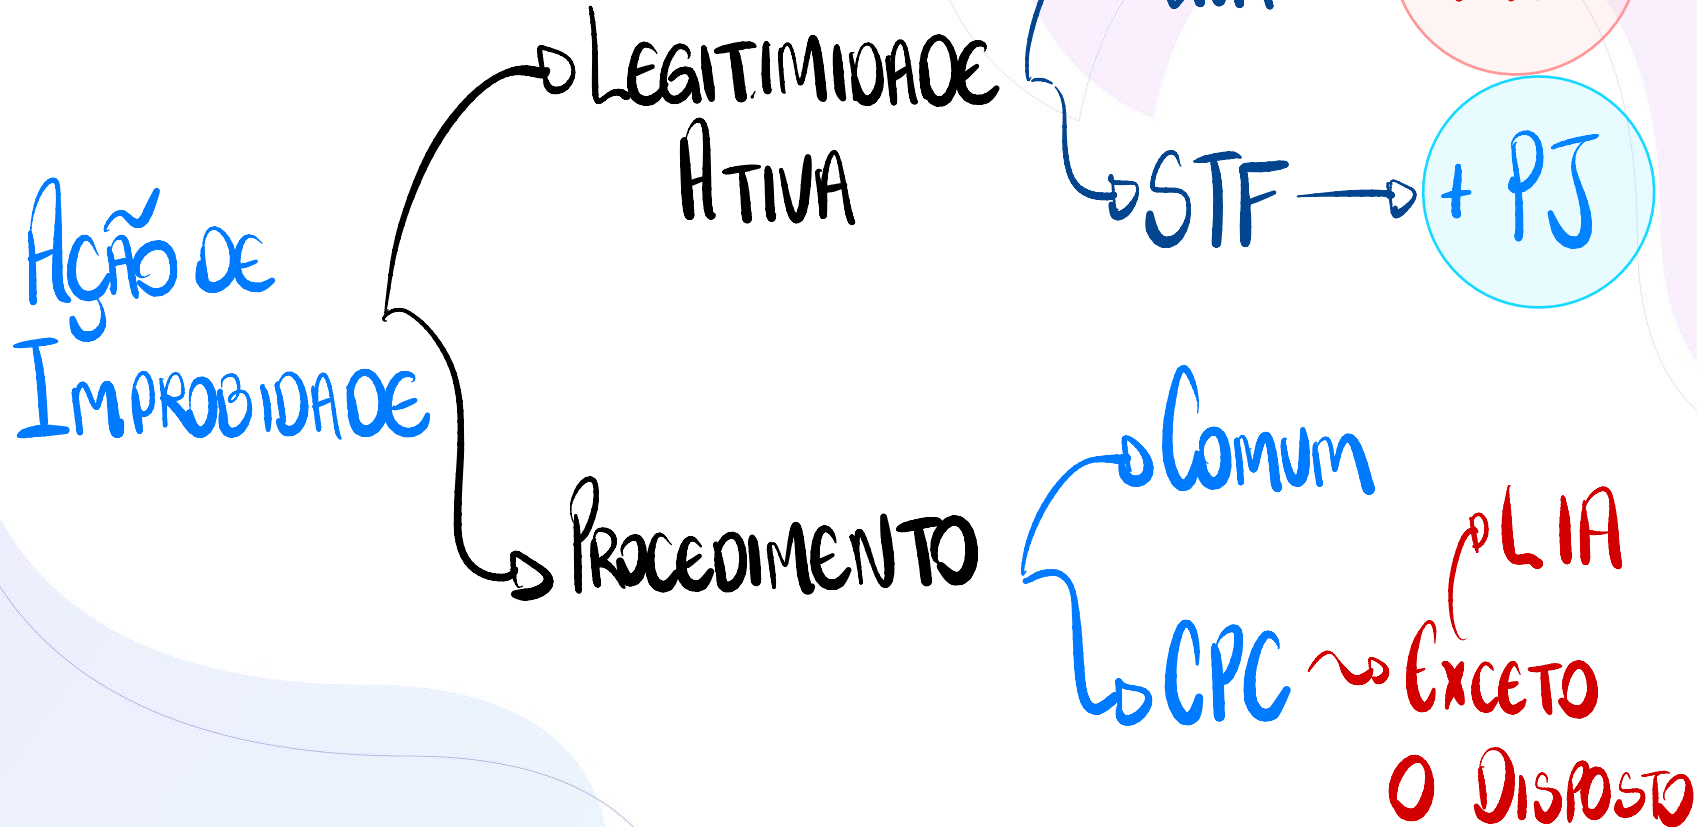 LEGITIMIDADE
ATIVA
STF
+ PJ
AÇÃO DE
IMPROBIDADE
COMUM
PROCEDIMENTO
LIA
CPC
EXCETO
O DISPOSTO